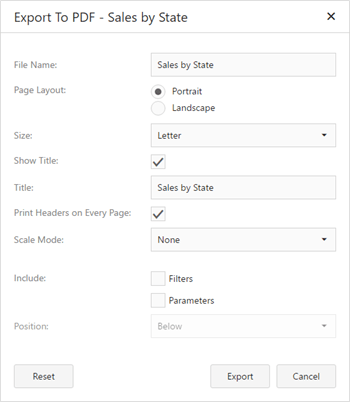 Export To PDF - Sales by State
File Name: Sales by State
Page Layout: Portrait
Landscape
Size: Letter
Show Title:
Title: Sales by State
Print Headers on Every Page:
Scale Mode: None
Include: Filters
Parameters
Position: Below
Reset Export Cancel